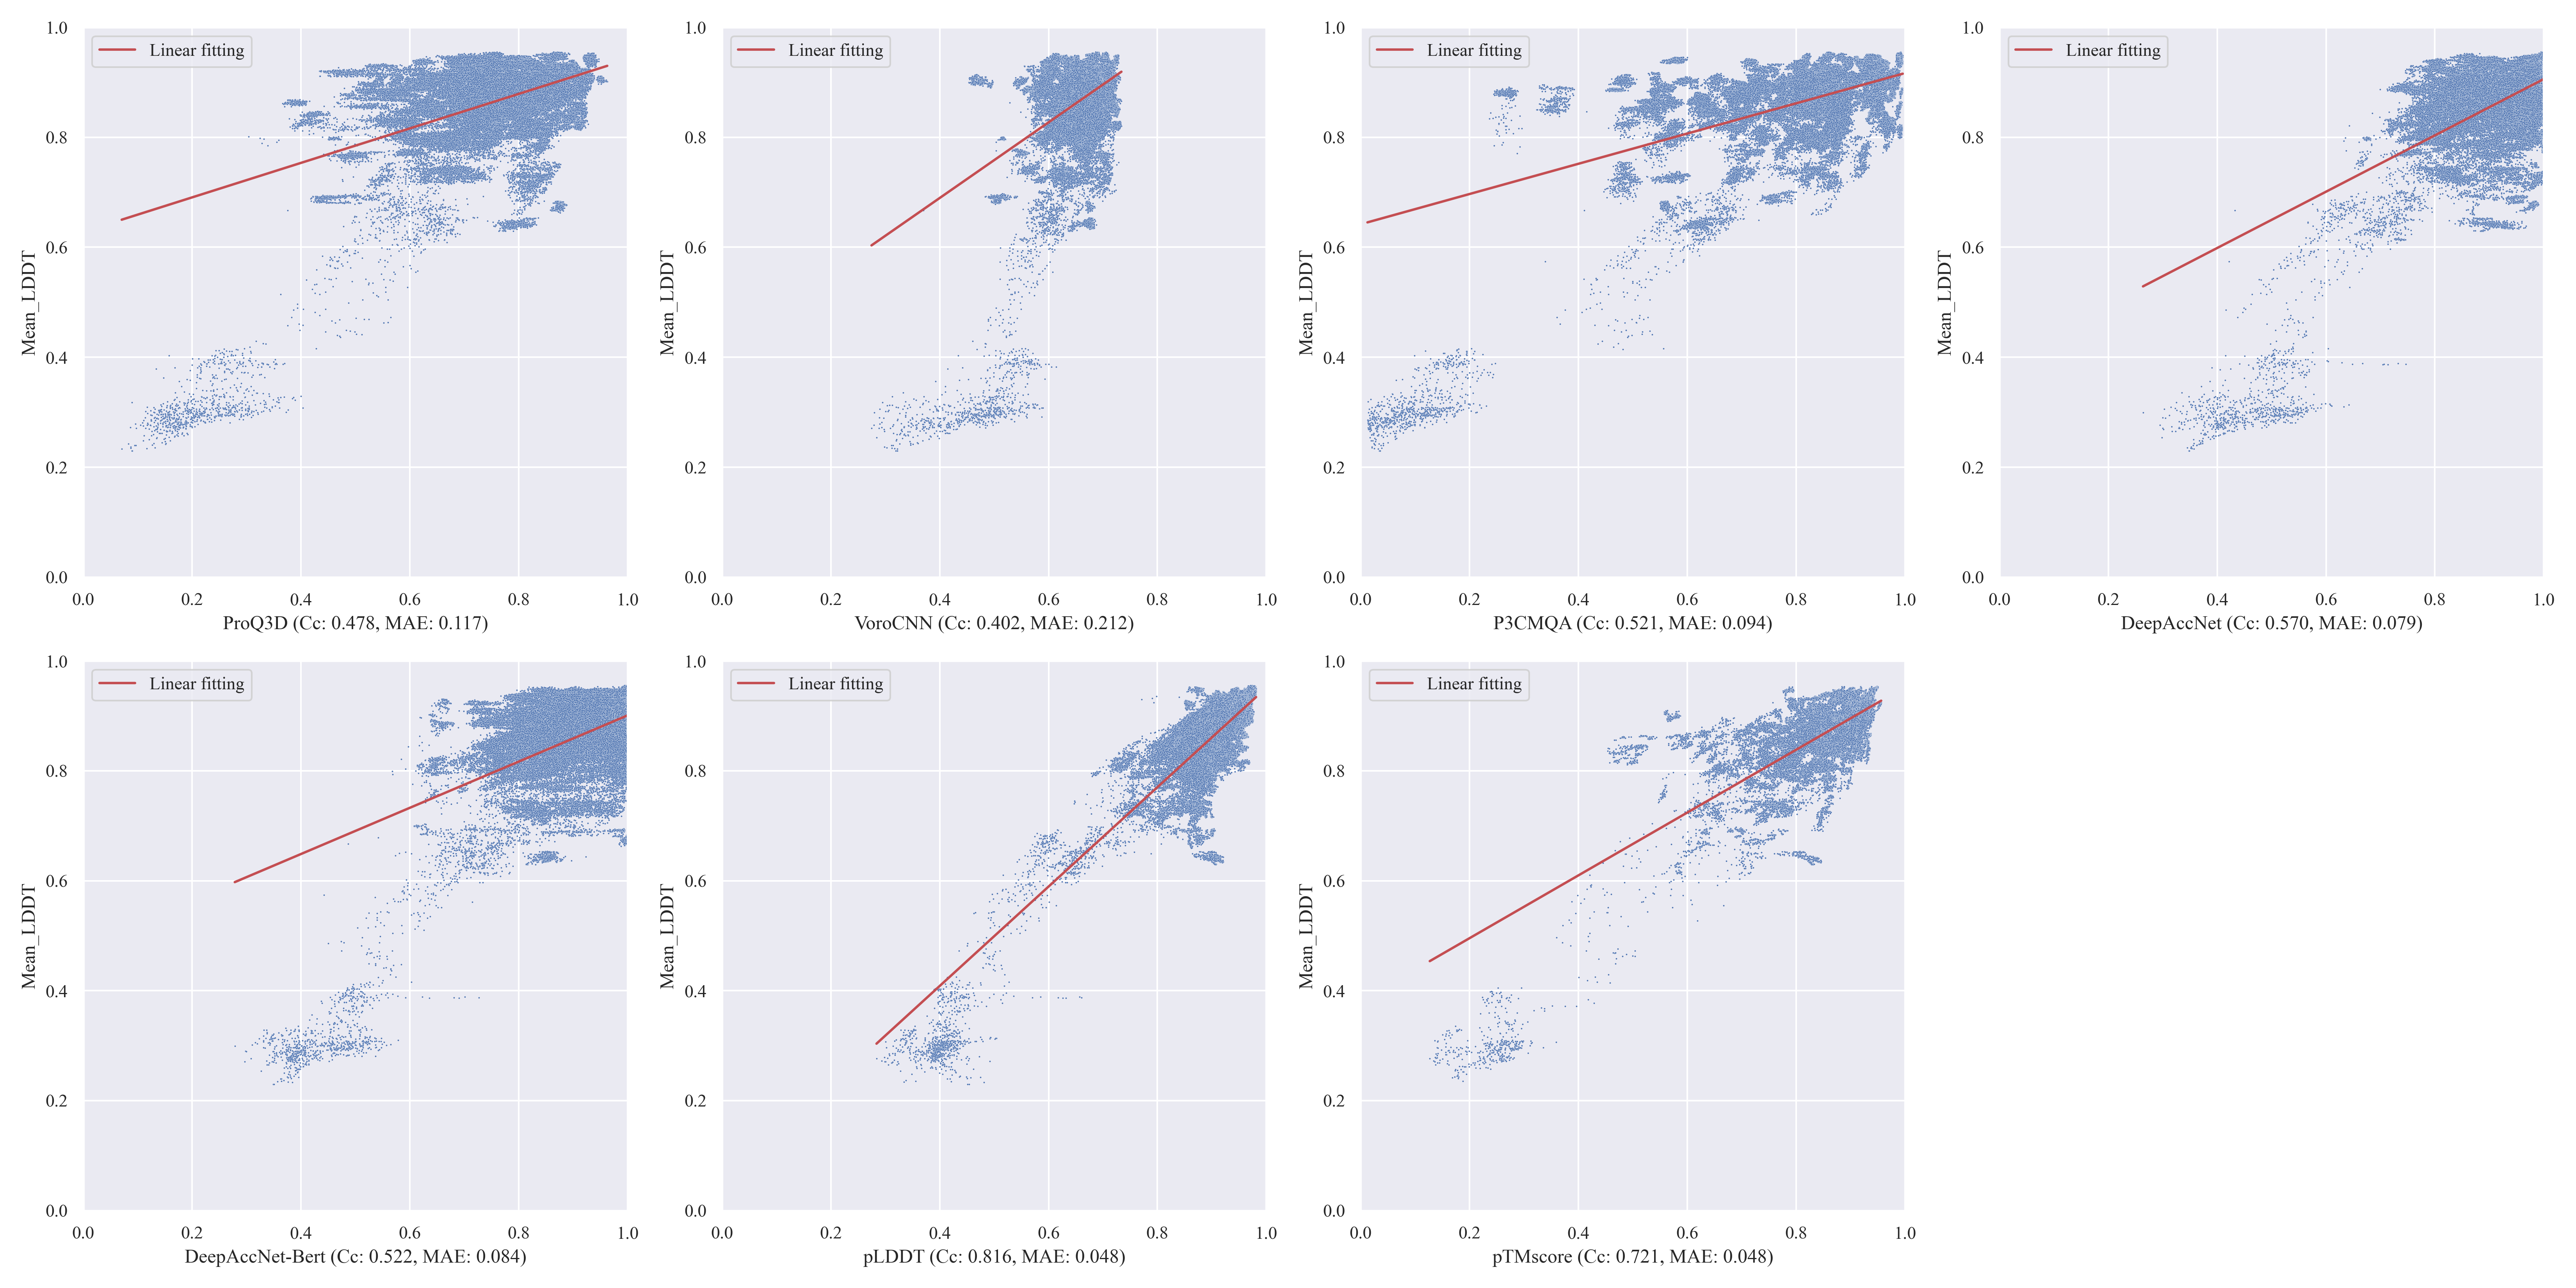 Linear fitting
1.0
0.8
0.6
0.4
0.2
0.0
Mean_LDDT
0.0 0.2 0.4 0.6 0.8 1.0
ProQ3D (Cc: 0.478, MAE: 0.117)
Linear fitting
1.0
0.8
0.6
0.4
0.2
0.0
Mean_LDDT
0.0 0.2 0.4 0.6 0.8 1.0
VoroCNN (Cc: 0.402, MAE: 0.212)
Linear fitting
1.0
0.8
0.6
0.4
0.2
0.0
Mean_LDDT
0.0 0.2 0.4 0.6 0.8 1.0
P3CMQA (Cc: 0.521, MAE: 0.094)
Linear fitting
1.0
0.8
0.6
0.4
0.2
0.0
Mean_LDDT
0.0 0.2 0.4 0.6 0.8 1.0
DeepAccNet (Cc: 0.570, MAE: 0.079)
Linear fitting
1.0
0.8
0.6
0.4
0.2
0.0
Mean_LDDT
0.0 0.2 0.4 0.6 0.8 1.0
DeepAccNet-Bert (Cc: 0.522, MAE: 0.084)
Linear fitting
1.0
0.8
0.6
0.4
0.2
0.0
Mean_LDDT
0.0 0.2 0.4 0.6 0.8 1.0
pLDDT (Cc: 0.816, MAE: 0.048)
Linear fitting
1.0
0.8
0.6
0.4
0.2
0.0
Mean_LDDT
0.0 0.2 0.4 0.6 0.8 1.0
pTMscore (Cc: 0.721, MAE: 0.048)